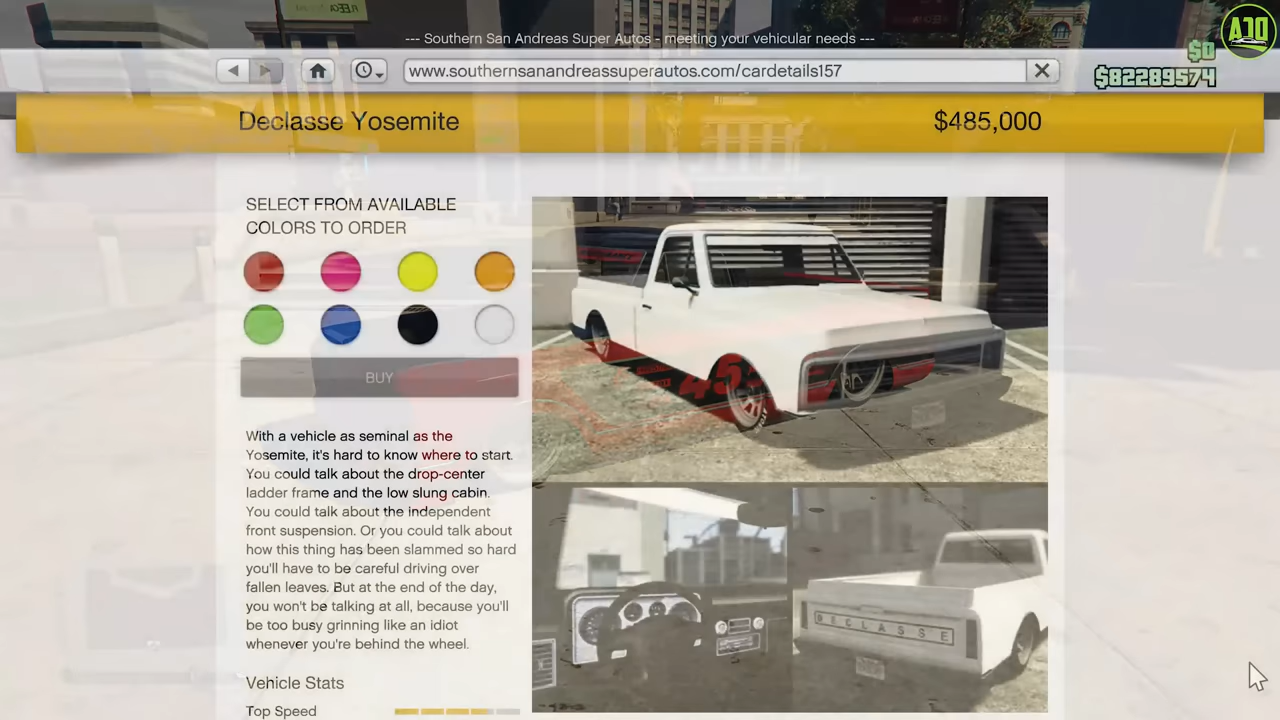 --- Southern San Andreas Super Autos - meeting your vehicular needs ---
AJO
$0
www.southernsanandreassuperautos.com/cardetails157
$82289574
Declasse Yosemite
$485,000
SELECT FROM AVAILABLE
COLORS TO ORDER
BUY
45
With a vehicle as seminal as the
Yosemite, it's hard to know where to start.
You could talk about the drop-center
ladder frame and the low slung cabin.
You could talk about the independent
front suspension. Or you could talk about
how this thing has been slammed so hard
you'll have to be careful driving over
fallen leaves. But at the end of the day,
you won't be talking at all, because you'll
be too busy grinning like an idiot
whenever you're behind the wheel.
DECLASSE
Vehicle Stats
Top Speed